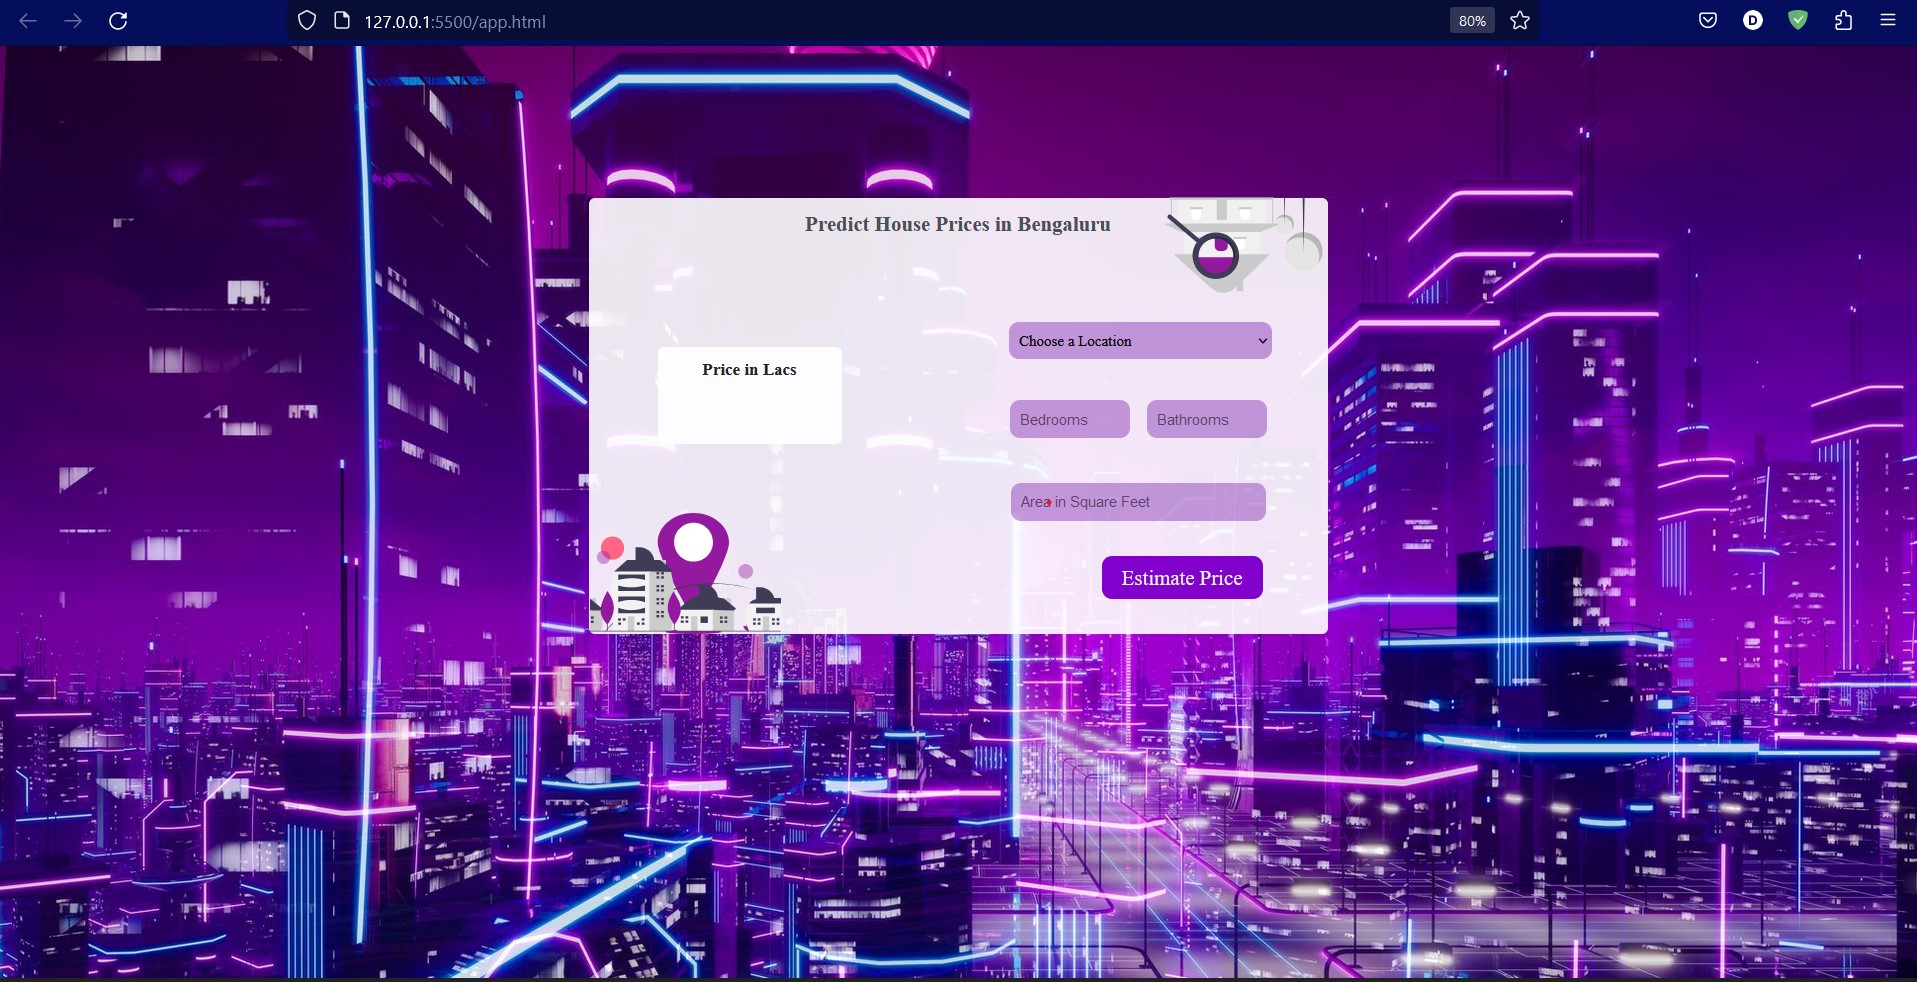 127.0.0.1:5500/app.html
80%
D
Predict House Prices in Bengaluru
Choose a Location
Price in Lacs
Bedrooms
Bathrooms
Area in Square Feet
Estimate Price